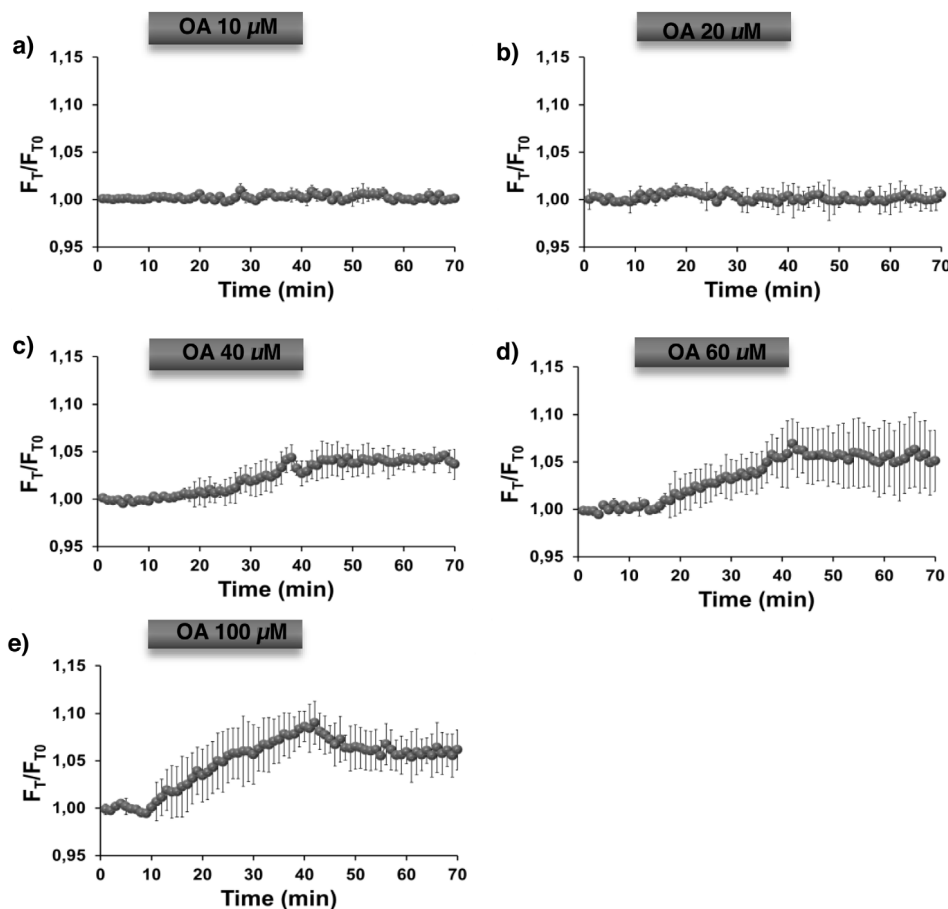 OA 10 µM
a)
1,15
1,10
1,05
1,00
0,95
F_T/F_T0
0 10 20 30 40 50 60 70
Time (min)
OA 20 µM
b)
1,15
1,10
1,05
1,00
0,95
F_T/F_T0
0 10 20 30 40 50 60 70
Time (min)
OA 40 µM
c)
1,15
1,10
1,05
1,00
0,95
F_T/F_T0
0 10 20 30 40 50 60 70
Time (min)
OA 60 µM
d)
1,15
1,10
1,05
1,00
0,95
F_T/F_T0
0 10 20 30 40 50 60 70
Time (min)
OA 100 µM
e)
1,15
1,10
1,05
1,00
0,95
F_T/F_T0
0 10 20 30 40 50 60 70
Time (min)